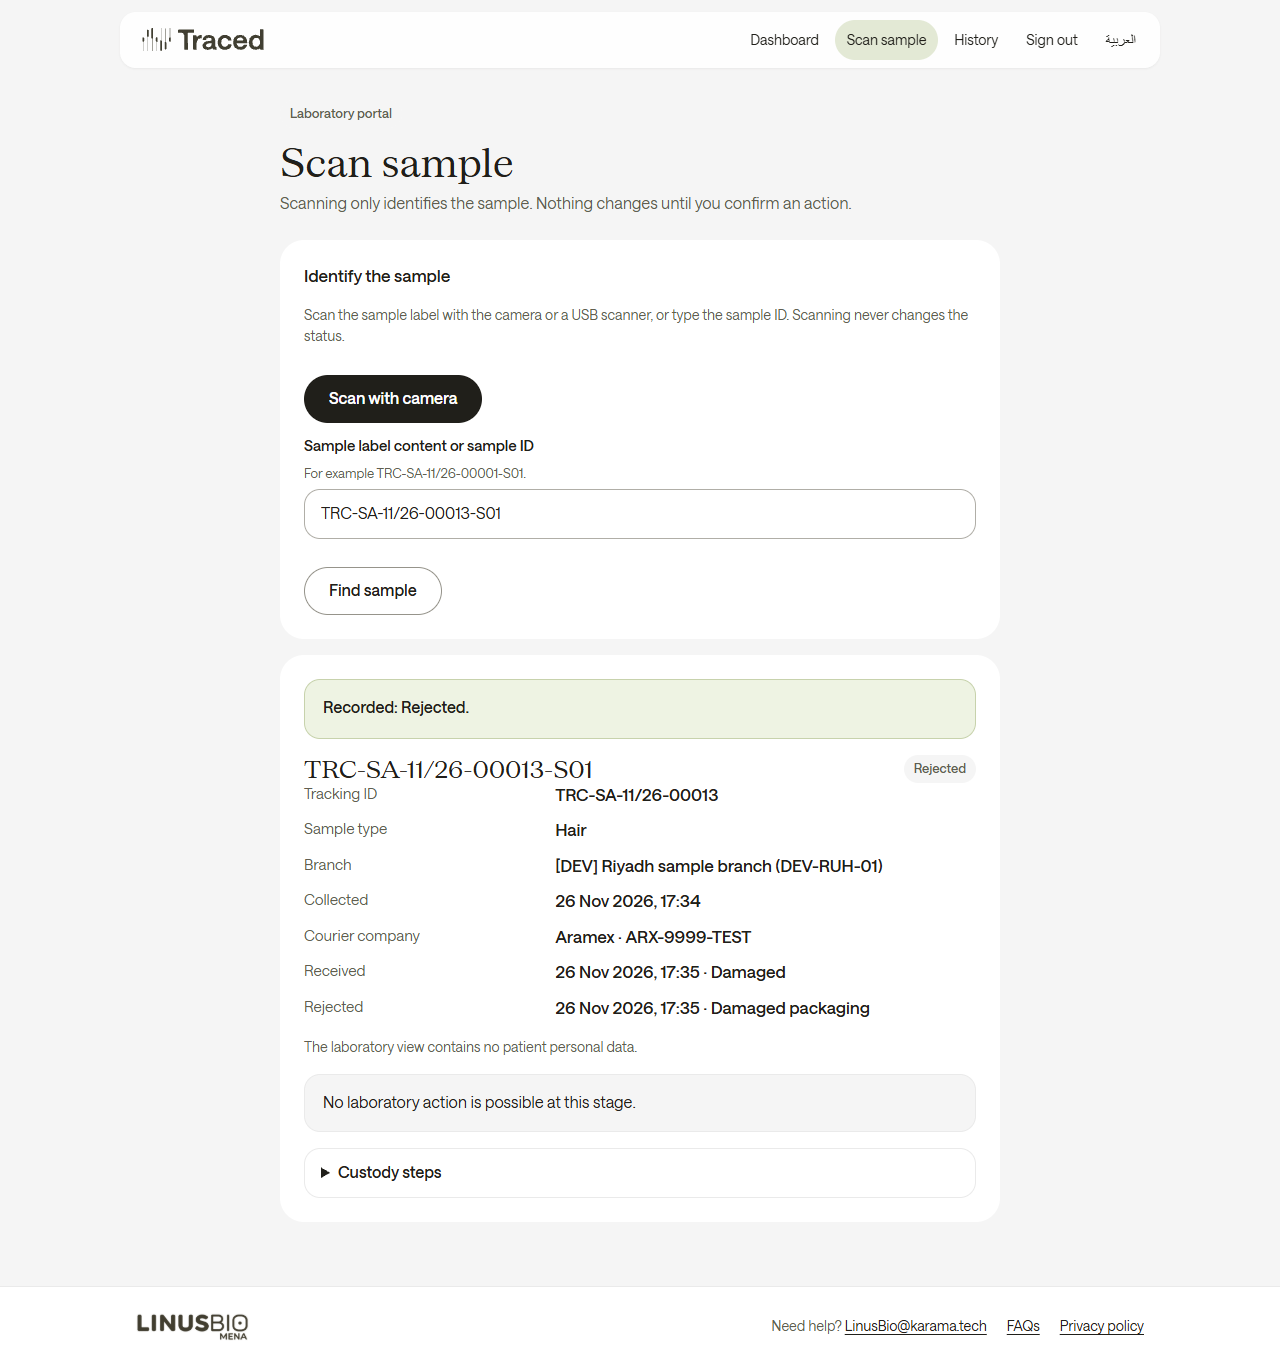 Traced
Dashboard
Scan sample
History
Sign out
العربية
Laboratory portal
Scan sample
Scanning only identifies the sample. Nothing changes until you confirm an action.
Identify the sample
Scan the sample label with the camera or a USB scanner, or type the sample ID. Scanning never changes the
status.
Scan with camera
Sample label content or sample ID
For example TRC-SA-11/26-00001-S01.
TRC-SA-11/26-00013-S01
Find sample
Recorded: Rejected.
TRC-SA-11/26-00013-S01
Rejected
Tracking ID TRC-SA-11/26-00013
Sample type Hair
Branch [DEV] Riyadh sample branch (DEV-RUH-01)
Collected 26 Nov 2026, 17:34
Courier company Aramex · ARX-9999-TEST
Received 26 Nov 2026, 17:35 · Damaged
Rejected 26 Nov 2026, 17:35 · Damaged packaging
The laboratory view contains no patient personal data.
No laboratory action is possible at this stage.
Custody steps
LINUSBIO
MENA
Need help? LinusBio@karama.tech
FAQs
Privacy policy